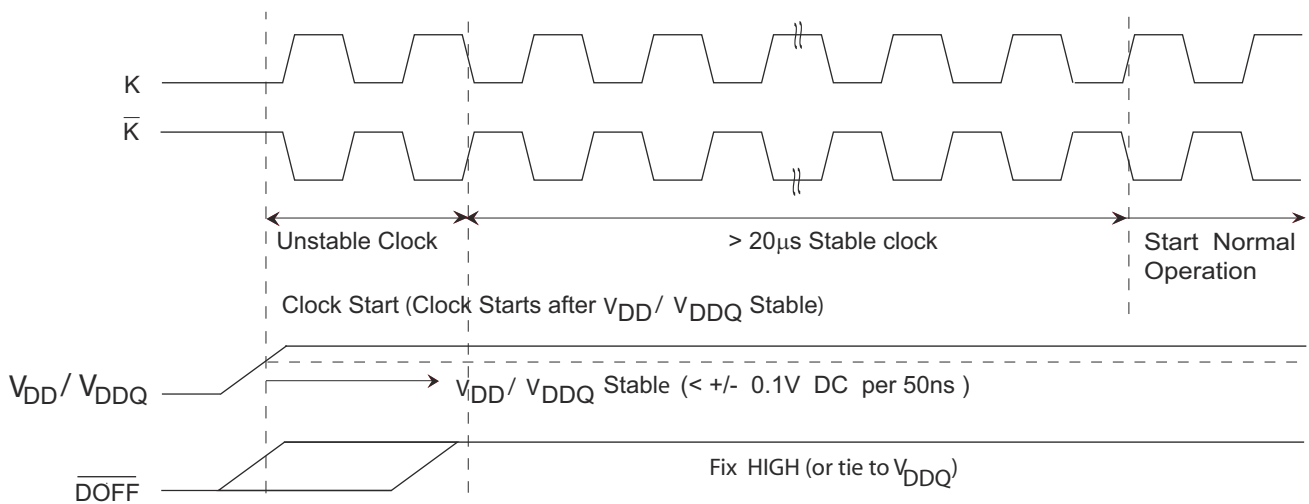 K
K̅
Unstable Clock
> 20μs Stable clock
Start Normal
Operation
Clock Start (Clock Starts after VDD/ VDDQ Stable)
VDD/ VDDQ
VDD/ VDDQ Stable (< +/- 0.1V DC per 50ns )
DOFF
Fix HIGH (or tie to VDDQ)